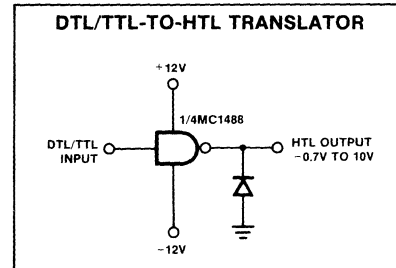 DTL/TTL-TO-HTL TRANSLATOR
+12V
1/4MC1488
DTL/TTL
INPUT
HTL OUTPUT
-0.7V TO 10V
-12V